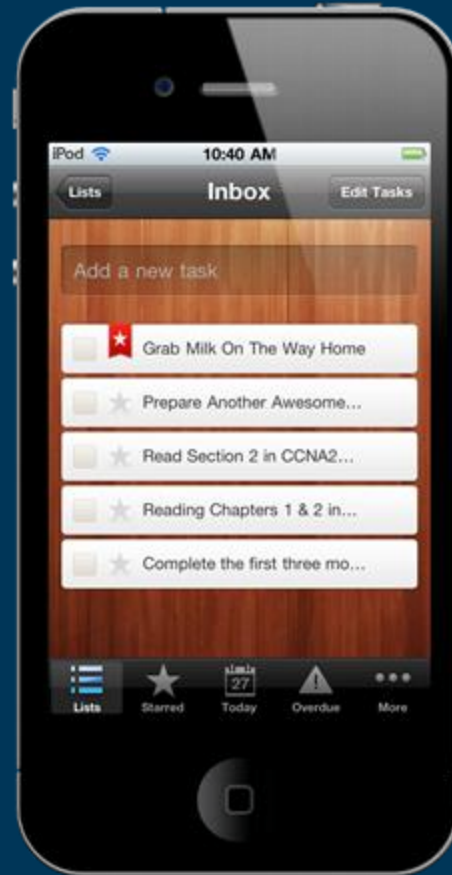 iPod
10:40 AM
Lists
Inbox
Edit Tasks
Add a new task
Grab Milk On The Way Home
Prepare Another Awesome...
Read Section 2 in CCNA2...
Reading Chapters 1 & 2 in...
Complete the first three mo...
27
Lists
Starred
Today
Overdue
More